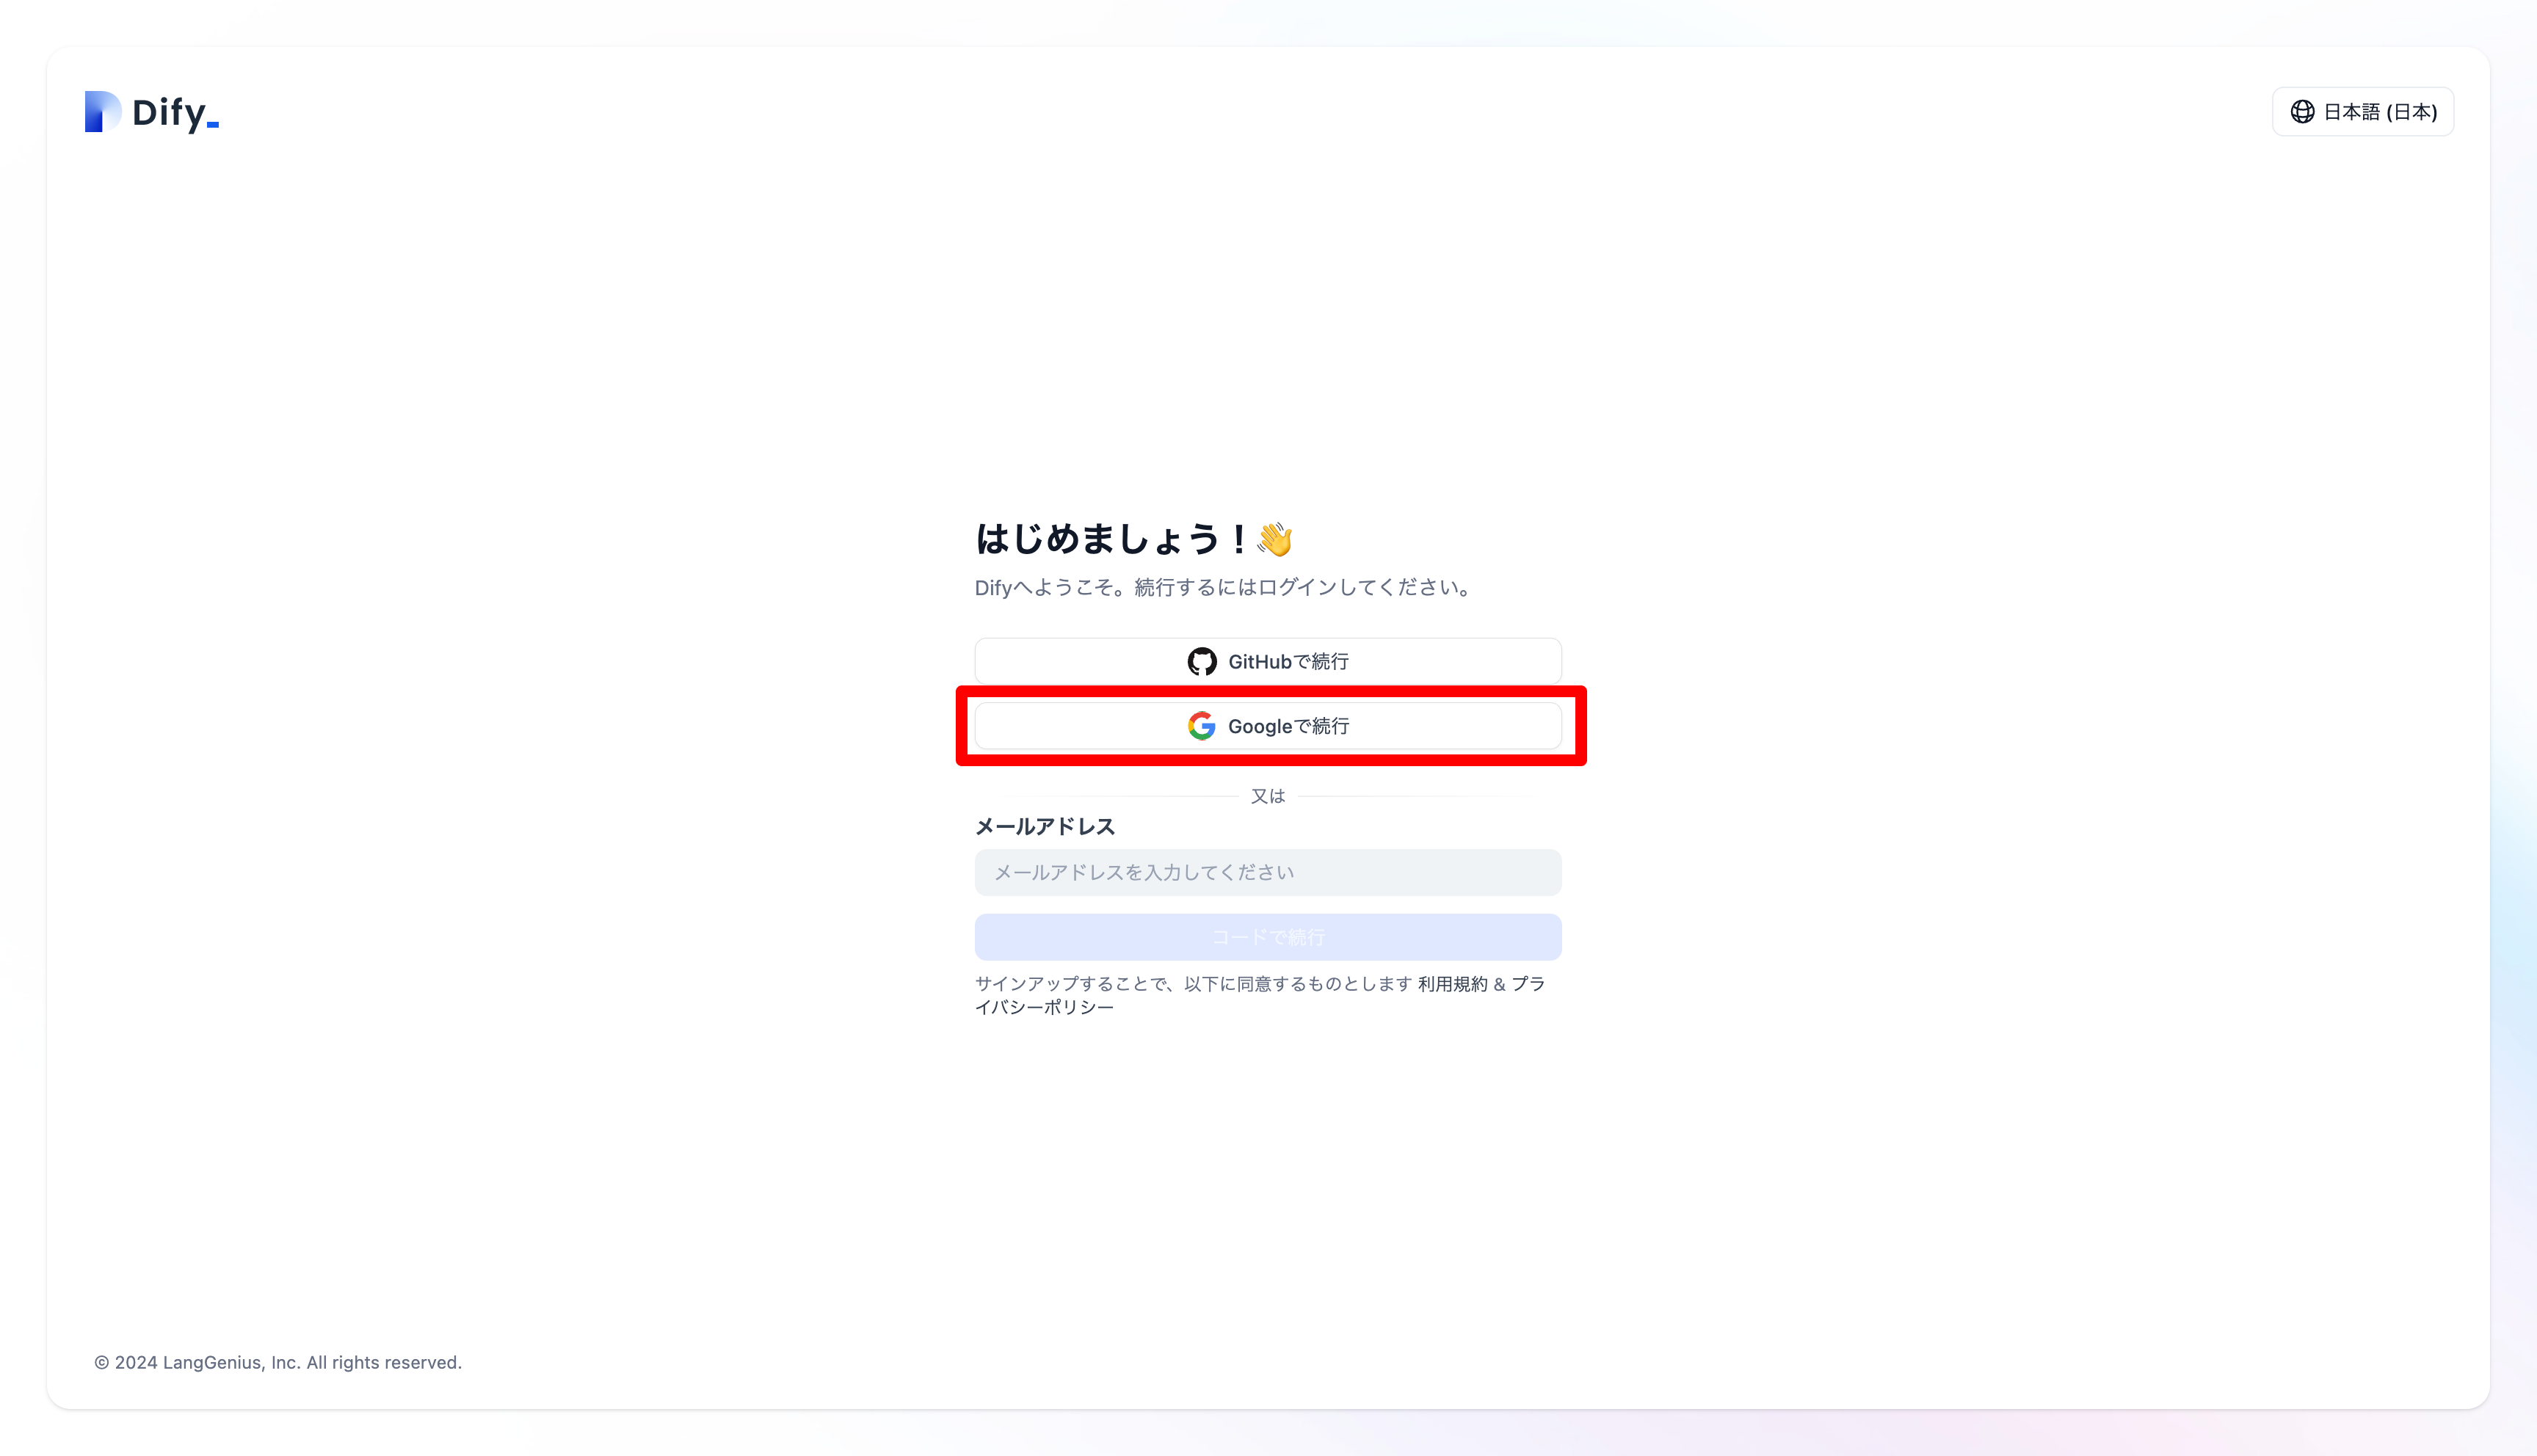 Dify_
日本語 (日本)
はじめましょう！👋
Difyへようこそ。続行するにはログインしてください。
GitHubで続行
Googleで続行
又は
メールアドレス
メールアドレスを入力してください
コードで続行
サインアップすることで、以下に同意するものとします 利用規約 & プラ
イバシーポリシー
© 2024 LangGenius, Inc. All rights reserved.